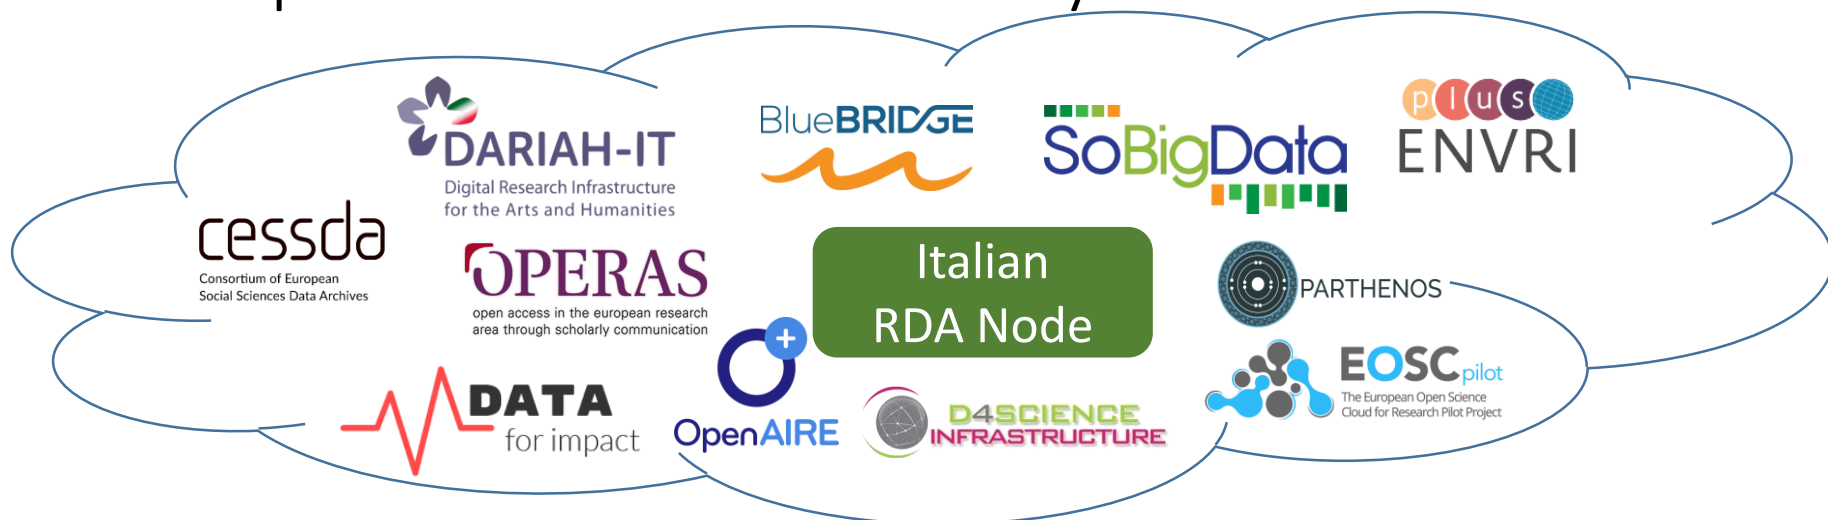 DARIAH-IT
Digital Research Infrastructure
for the Arts and Humanities
BlueBRIDGE
SoBigData
plus
ENVRI
cessda
Consortium of European
Social Sciences Data Archives
OPERAS
open access in the european research
area through scholarly communication
Italian
RDA Node
PARTHENOS
DATA
for impact
+
OpenAIRE
D4SCIENCE
INFRASTRUCTURE
EOSCpilot
The European Open Science
Cloud for Research Pilot Project